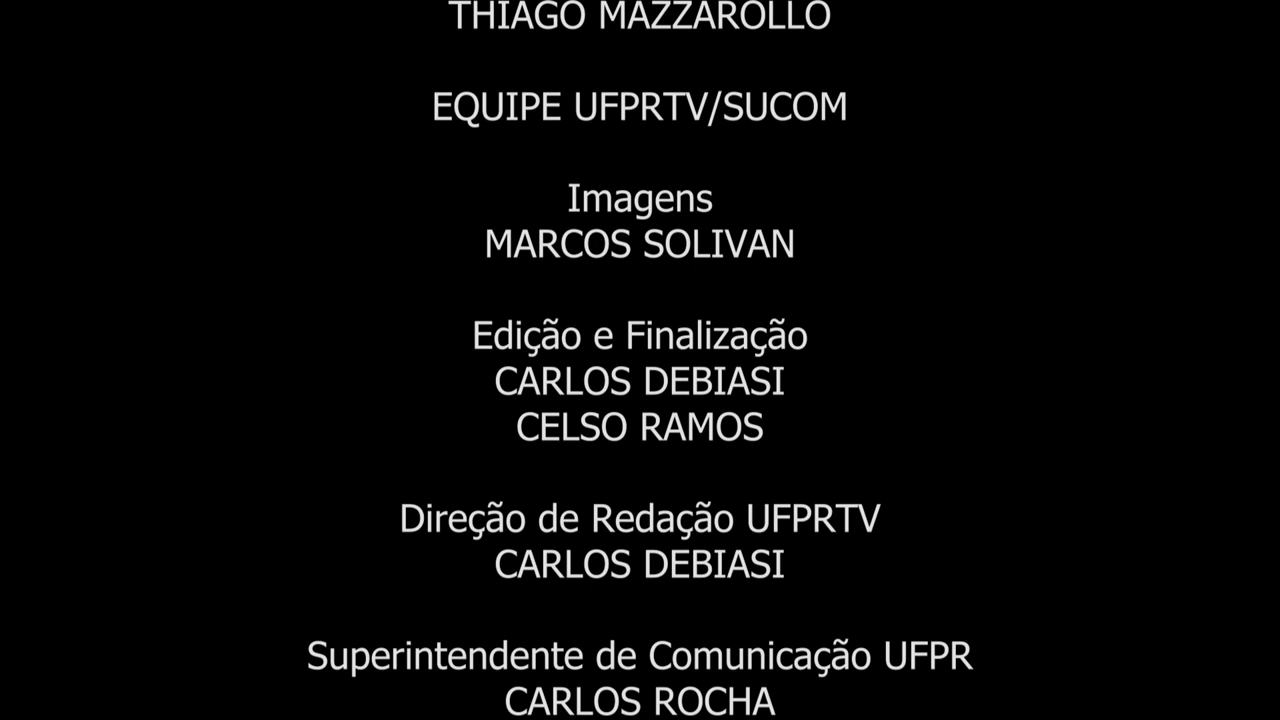 THIAGO MAZZAROLLO
EQUIPE UFPRTV/SUCOM
Imagens
MARCOS SOLIVAN
Edição e Finalização
CARLOS DEBIASI
CELSO RAMOS
Direção de Redação UFPRTV
CARLOS DEBIASI
Superintendente de Comunicação UFPR
CARLOS ROCHA